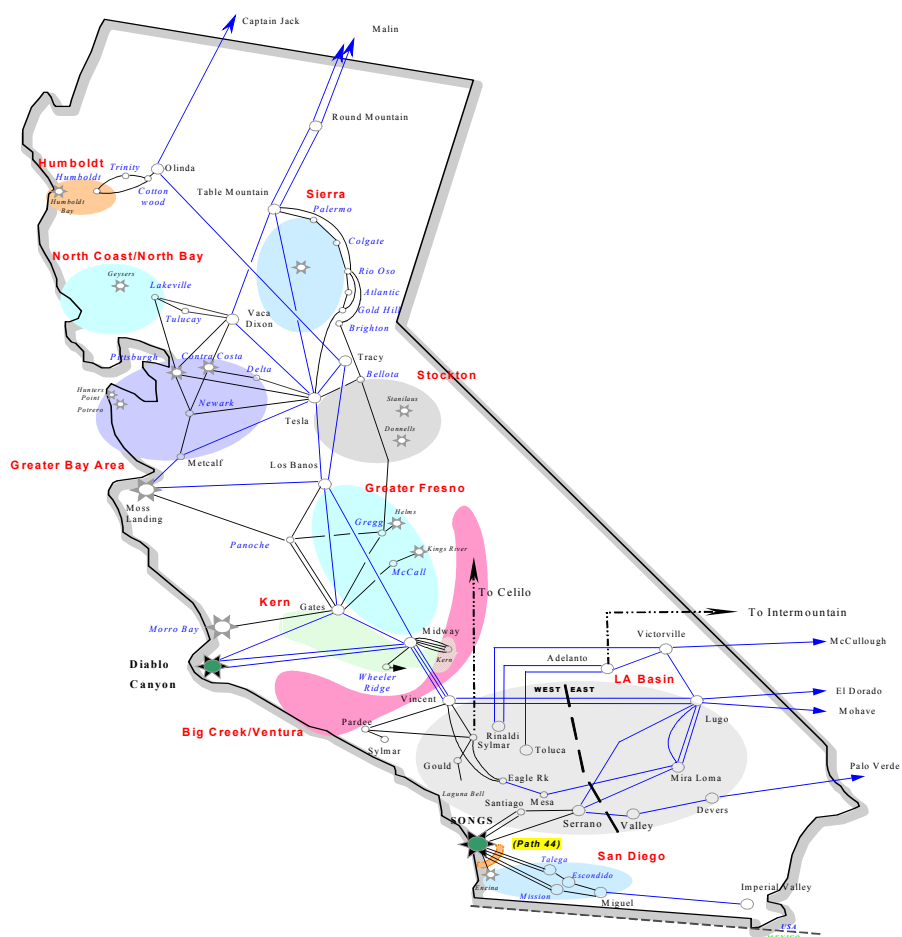 Captain Jack
Malin
Round Mountain
Humboldt
Trinity
Olinda
Humboldt
Cotton
wood
Humboldt
Bay
Table Mountain
Sierra
Palermo
Colgate
North Coast/North Bay
Geysers
Rio Oso
Lakeville
Atlantic
Gold Hill
Tulucay
Vaca
Dixon
Brighton
Pittsburgh
Contra Costa
Tracy
Delta
Bellota
Stockton
Hunters
Point
Potrero
Newark
Stanilaus
Tesla
Donnells
Greater Bay Area
Metcalf
Los Banos
Greater Fresno
Moss
Landing
Helms
Gregg
Panoche
Kings River
McCall
To Celilo
Kern
Gates
To Intermountain
Morro Bay
Midway
Victorville
McCullough
Kern
Adelanto
Diablo
Canyon
Wheeler
Ridge
LA Basin
WEST
EAST
El Dorado
Vincent
Mohave
Lugo
Pardee
Big Creek/Ventura
Rinaldi
Sylmar
Sylmar
Toluca
Gould
Palo Verde
Eagle Rk
Mira Loma
Laguna Bell
Mesa
Santiago
Devers
SONGS
Serrano
Valley
(Path 44)
San Diego
Talega
Escondido
Encina
Mission
Miguel
Imperial Valley
USA
MEXICO